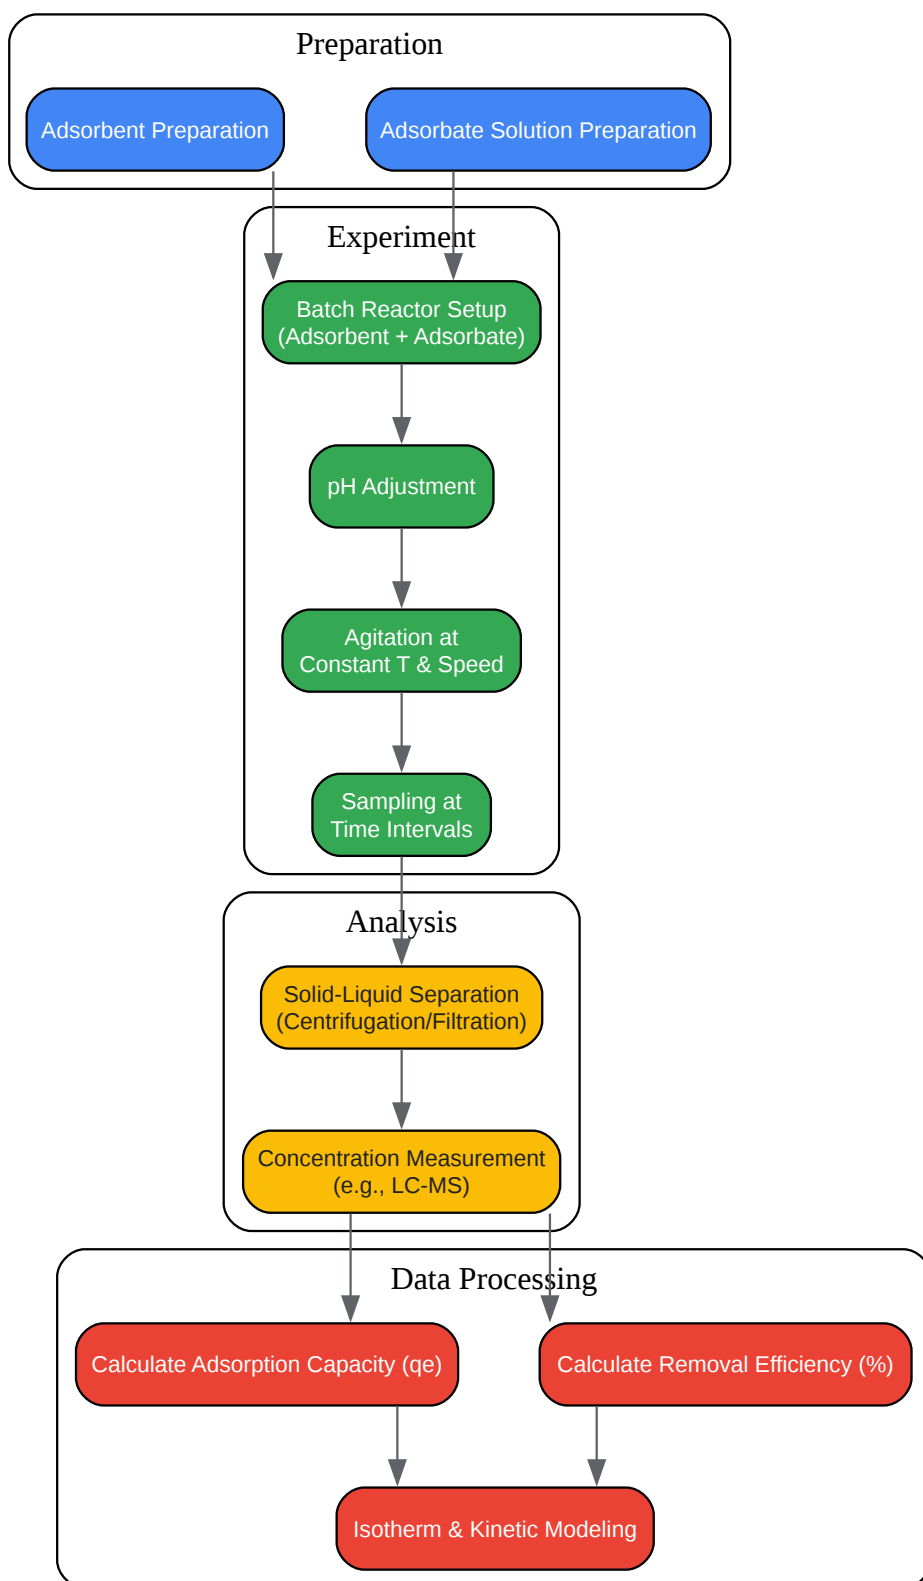 Preparation
Adsorbent Preparation
Adsorbate Solution Preparation
Experiment
Batch Reactor Setup
(Adsorbent + Adsorbate)
pH Adjustment
Agitation at
Constant T & Speed
Sampling at
Time Intervals
Analysis
Solid-Liquid Separation
(Centrifugation/Filtration)
Concentration Measurement
(e.g., LC-MS)
Data Processing
Calculate Adsorption Capacity (qe)
Calculate Removal Efficiency (%)
Isotherm & Kinetic Modeling